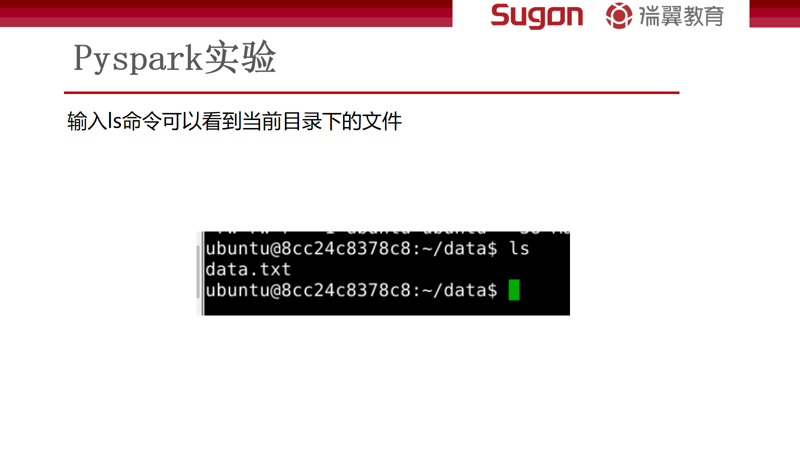 Sugon 瑞翼教育
Pyspark实验
输入ls命令可以看到当前目录下的文件
ubuntu@8cc24c8378c8:~/data$ ls
data.txt
ubuntu@8cc24c8378c8:~/data$